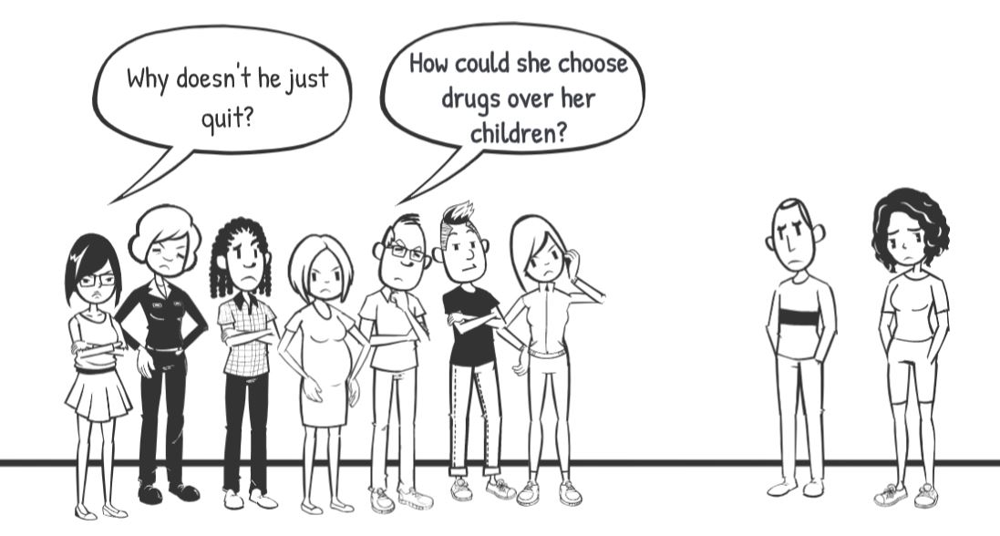 Why doesn't he just
quit?
How could she choose
drugs over her
children?